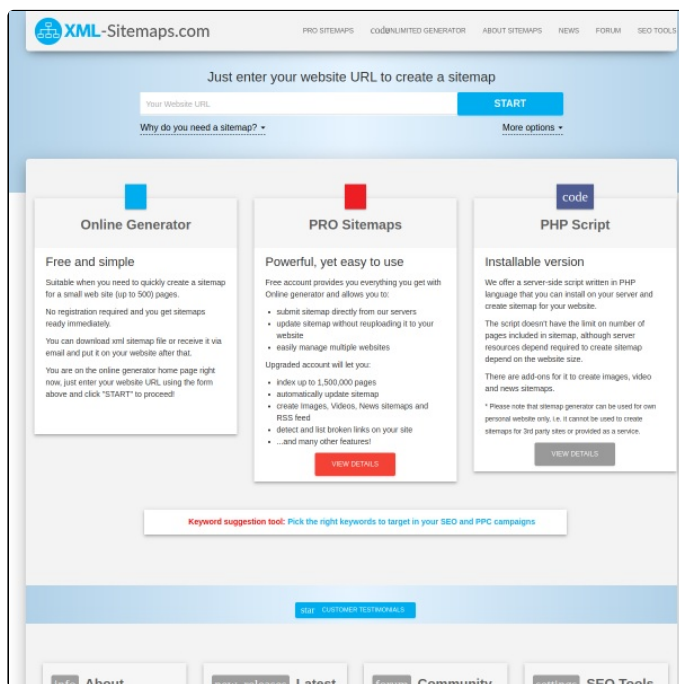 XML-Sitemaps.com
PRO SITEMAPS
code UNLIMITED GENERATOR
ABOUT SITEMAPS
NEWS
FORUM
SEO TOOLS
Just enter your website URL to create a sitemap
Your Website URL
START
Why do you need a sitemap?
More options
Online Generator
Free and simple
Suitable when you need to quickly create a sitemap
for a small web site (up to 500) pages.
No registration required and you get sitemaps
ready immediately.
You can download xml sitemap file or receive it via
email and put it on your website after that.
You are on the online generator home page right
now, just enter your website URL using the form
above and click "START" to proceed!
PRO Sitemaps
Powerful, yet easy to use
Free account provides you everything you get with
Online generator and allows you to:
• submit sitemap directly from our servers
• update sitemap without reuploading it to your
website
• easily manage multiple websites
Upgraded account will let you:
• index up to 1,500,000 pages
• automatically update sitemap
• create Images, Videos, News sitemaps and
RSS feed
• detect and list broken links on your site
• ...and many other features!
VIEW DETAILS
code
PHP Script
Installable version
We offer a server-side script written in PHP
language that you can install on your server and
create sitemap for your website.
The script doesn't have the limit on number of
pages included in sitemap, although server
resources depend required to create sitemap
depend on the website size.
There are add-ons for it to create images, video
and news sitemaps.
* Please note that sitemap generator can be used for own
personal website only, i.e. it cannot be used to create
sitemaps for 3rd party sites or provided as a service.
VIEW DETAILS
Keyword suggestion tool: Pick the right keywords to target in your SEO and PPC campaigns
star CUSTOMER TESTIMONIALS
info About
Latest
forum Community
settings SEO Tools